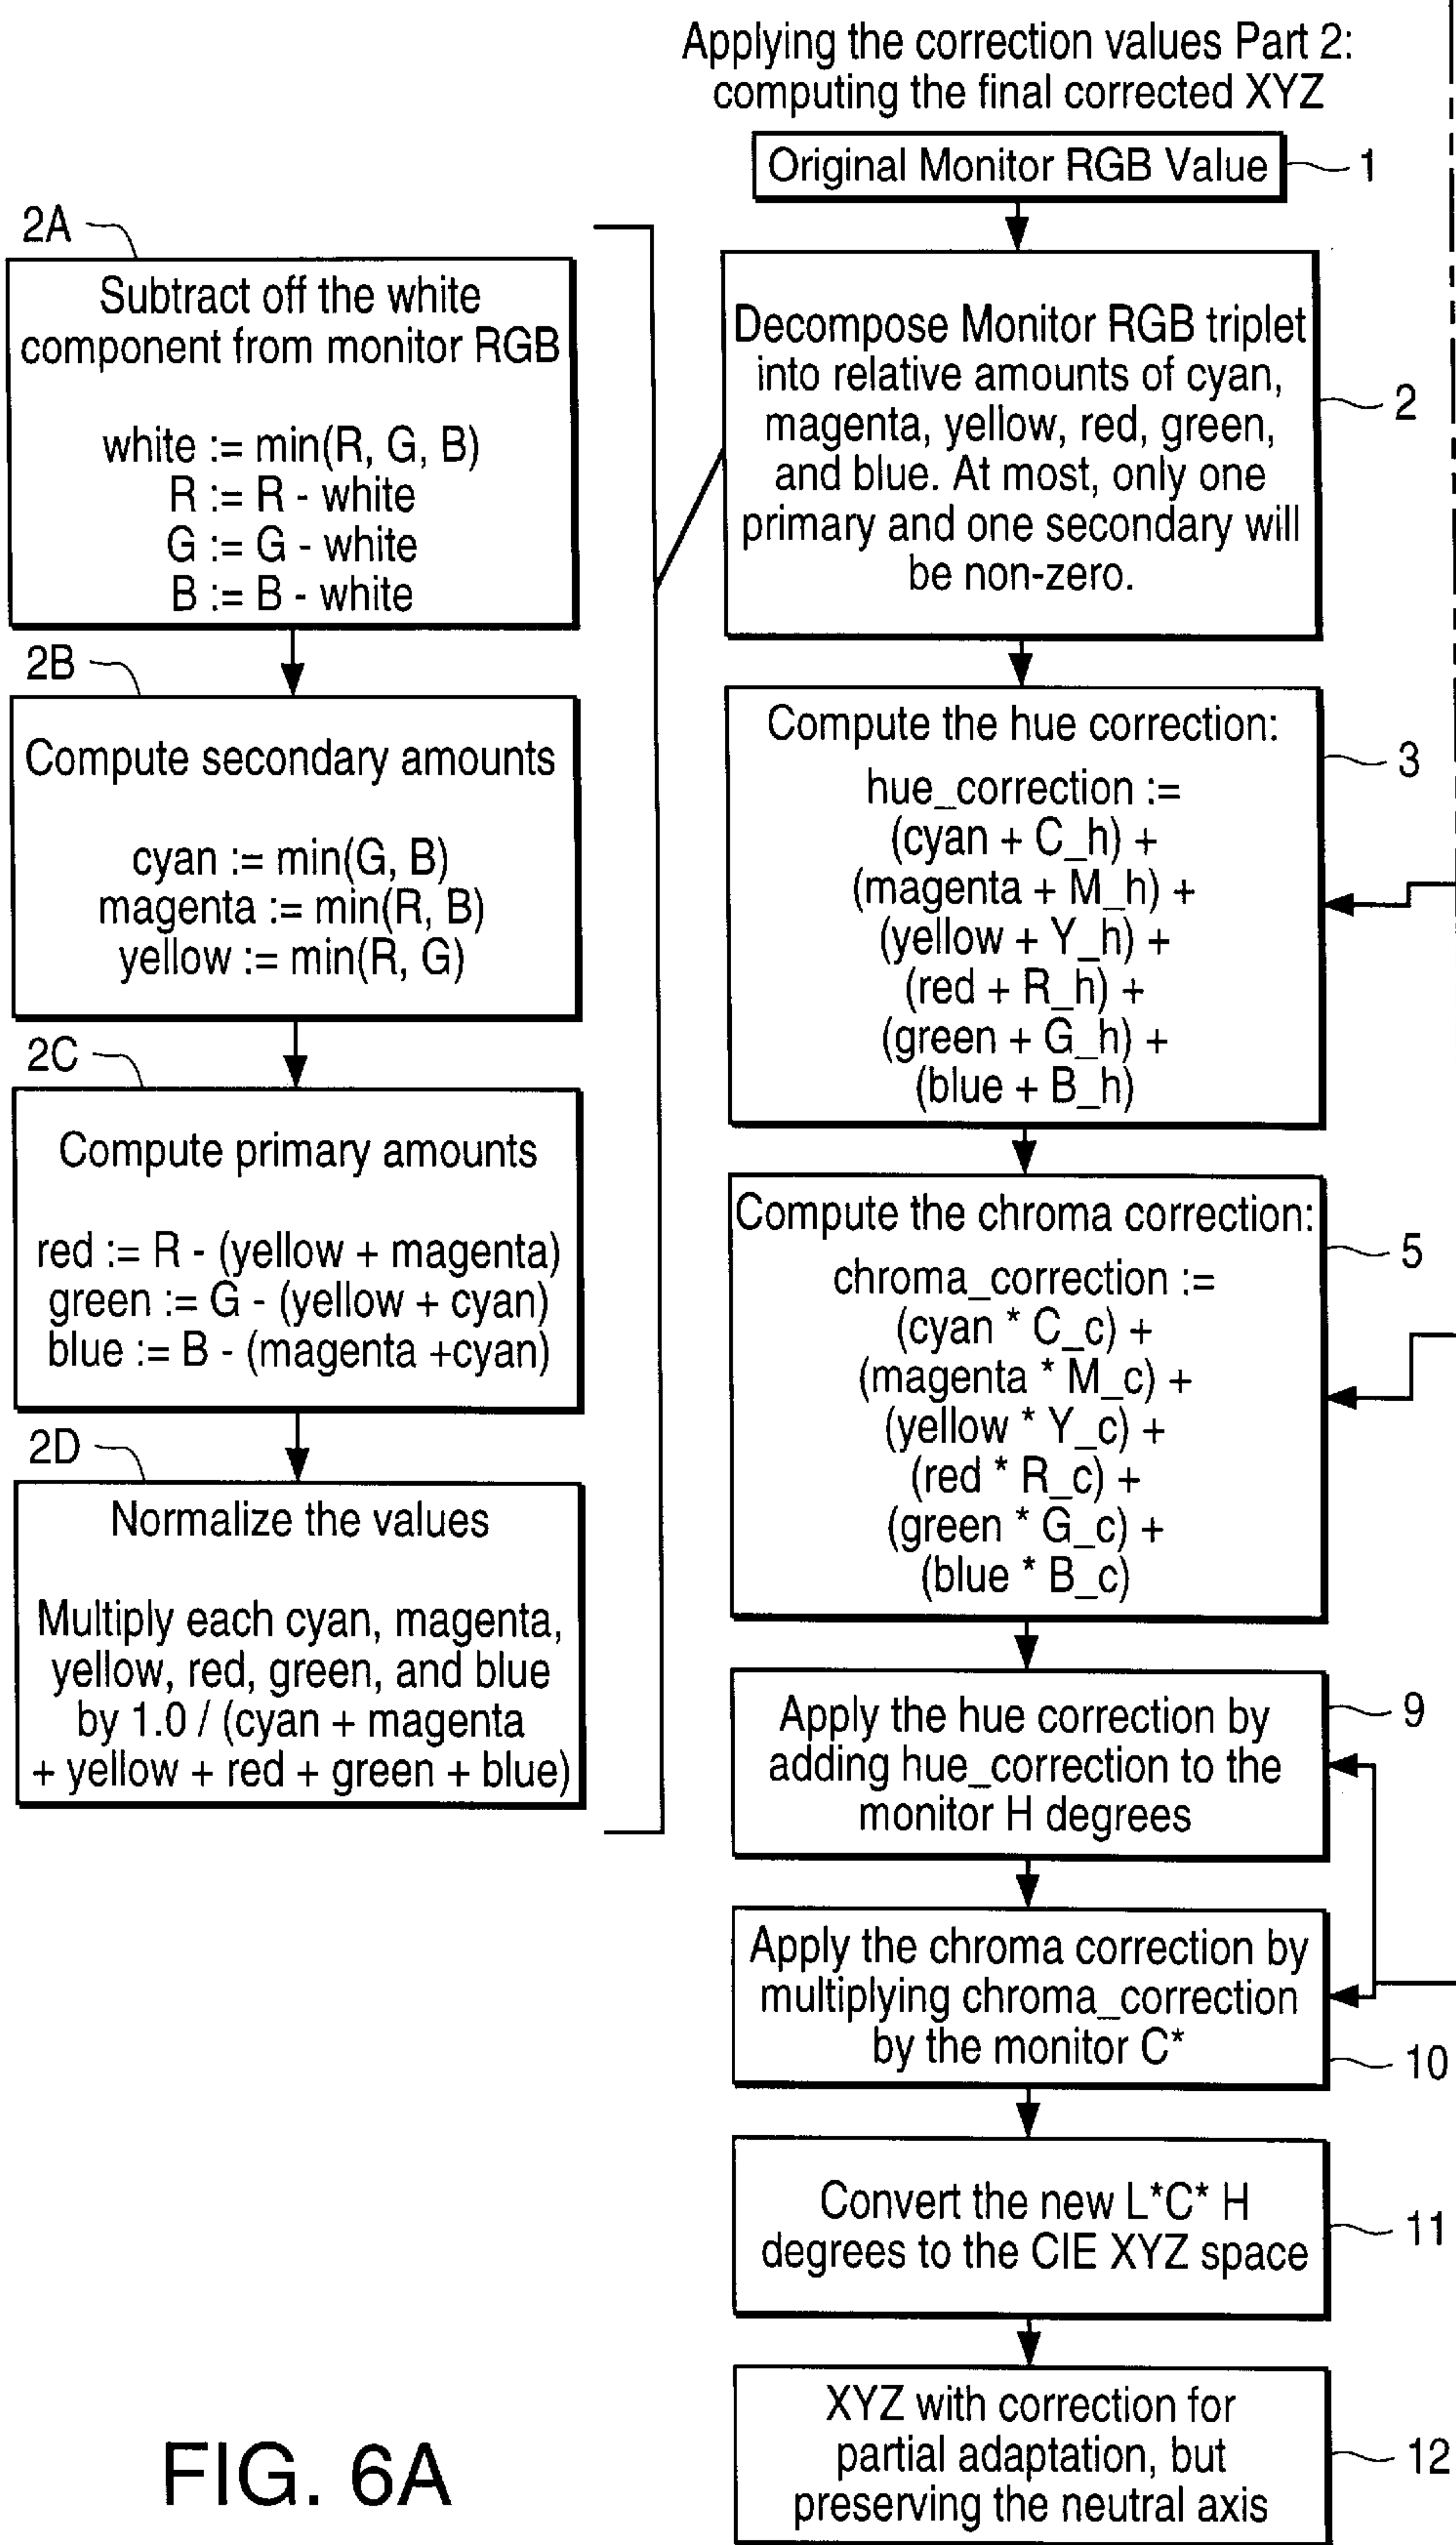 Applying the correction values Part 2:
computing the final corrected XYZ
Original Monitor RGB Value
1
Decompose Monitor RGB triplet
into relative amounts of cyan,
magenta, yellow, red, green,
and blue. At most, only one
primary and one secondary will
be non-zero.
2
2A
Subtract off the white
component from monitor RGB
white := min(R, G, B)
R := R - white
G := G - white
B := B - white
2B
Compute secondary amounts
cyan := min(G, B)
magenta := min(R, B)
yellow := min(R, G)
2C
Compute primary amounts
red := R - (yellow + magenta)
green := G - (yellow + cyan)
blue := B - (magenta +cyan)
2D
Normalize the values
Multiply each cyan, magenta,
yellow, red, green, and blue
by 1.0 / (cyan + magenta
+ yellow + red + green + blue)
Compute the hue correction:
hue_correction :=
(cyan + C_h) +
(magenta + M_h) +
(yellow + Y_h) +
(red + R_h) +
(green + G_h) +
(blue + B_h)
3
Compute the chroma correction:
chroma_correction :=
(cyan * C_c) +
(magenta * M_c) +
(yellow * Y_c) +
(red * R_c) +
(green * G_c) +
(blue * B_c)
5
Apply the hue correction by
adding hue_correction to the
monitor H degrees
9
Apply the chroma correction by
multiplying chroma_correction
by the monitor C*
10
Convert the new L*C* H
degrees to the CIE XYZ space
11
XYZ with correction for
partial adaptation, but
preserving the neutral axis
12
FIG. 6A